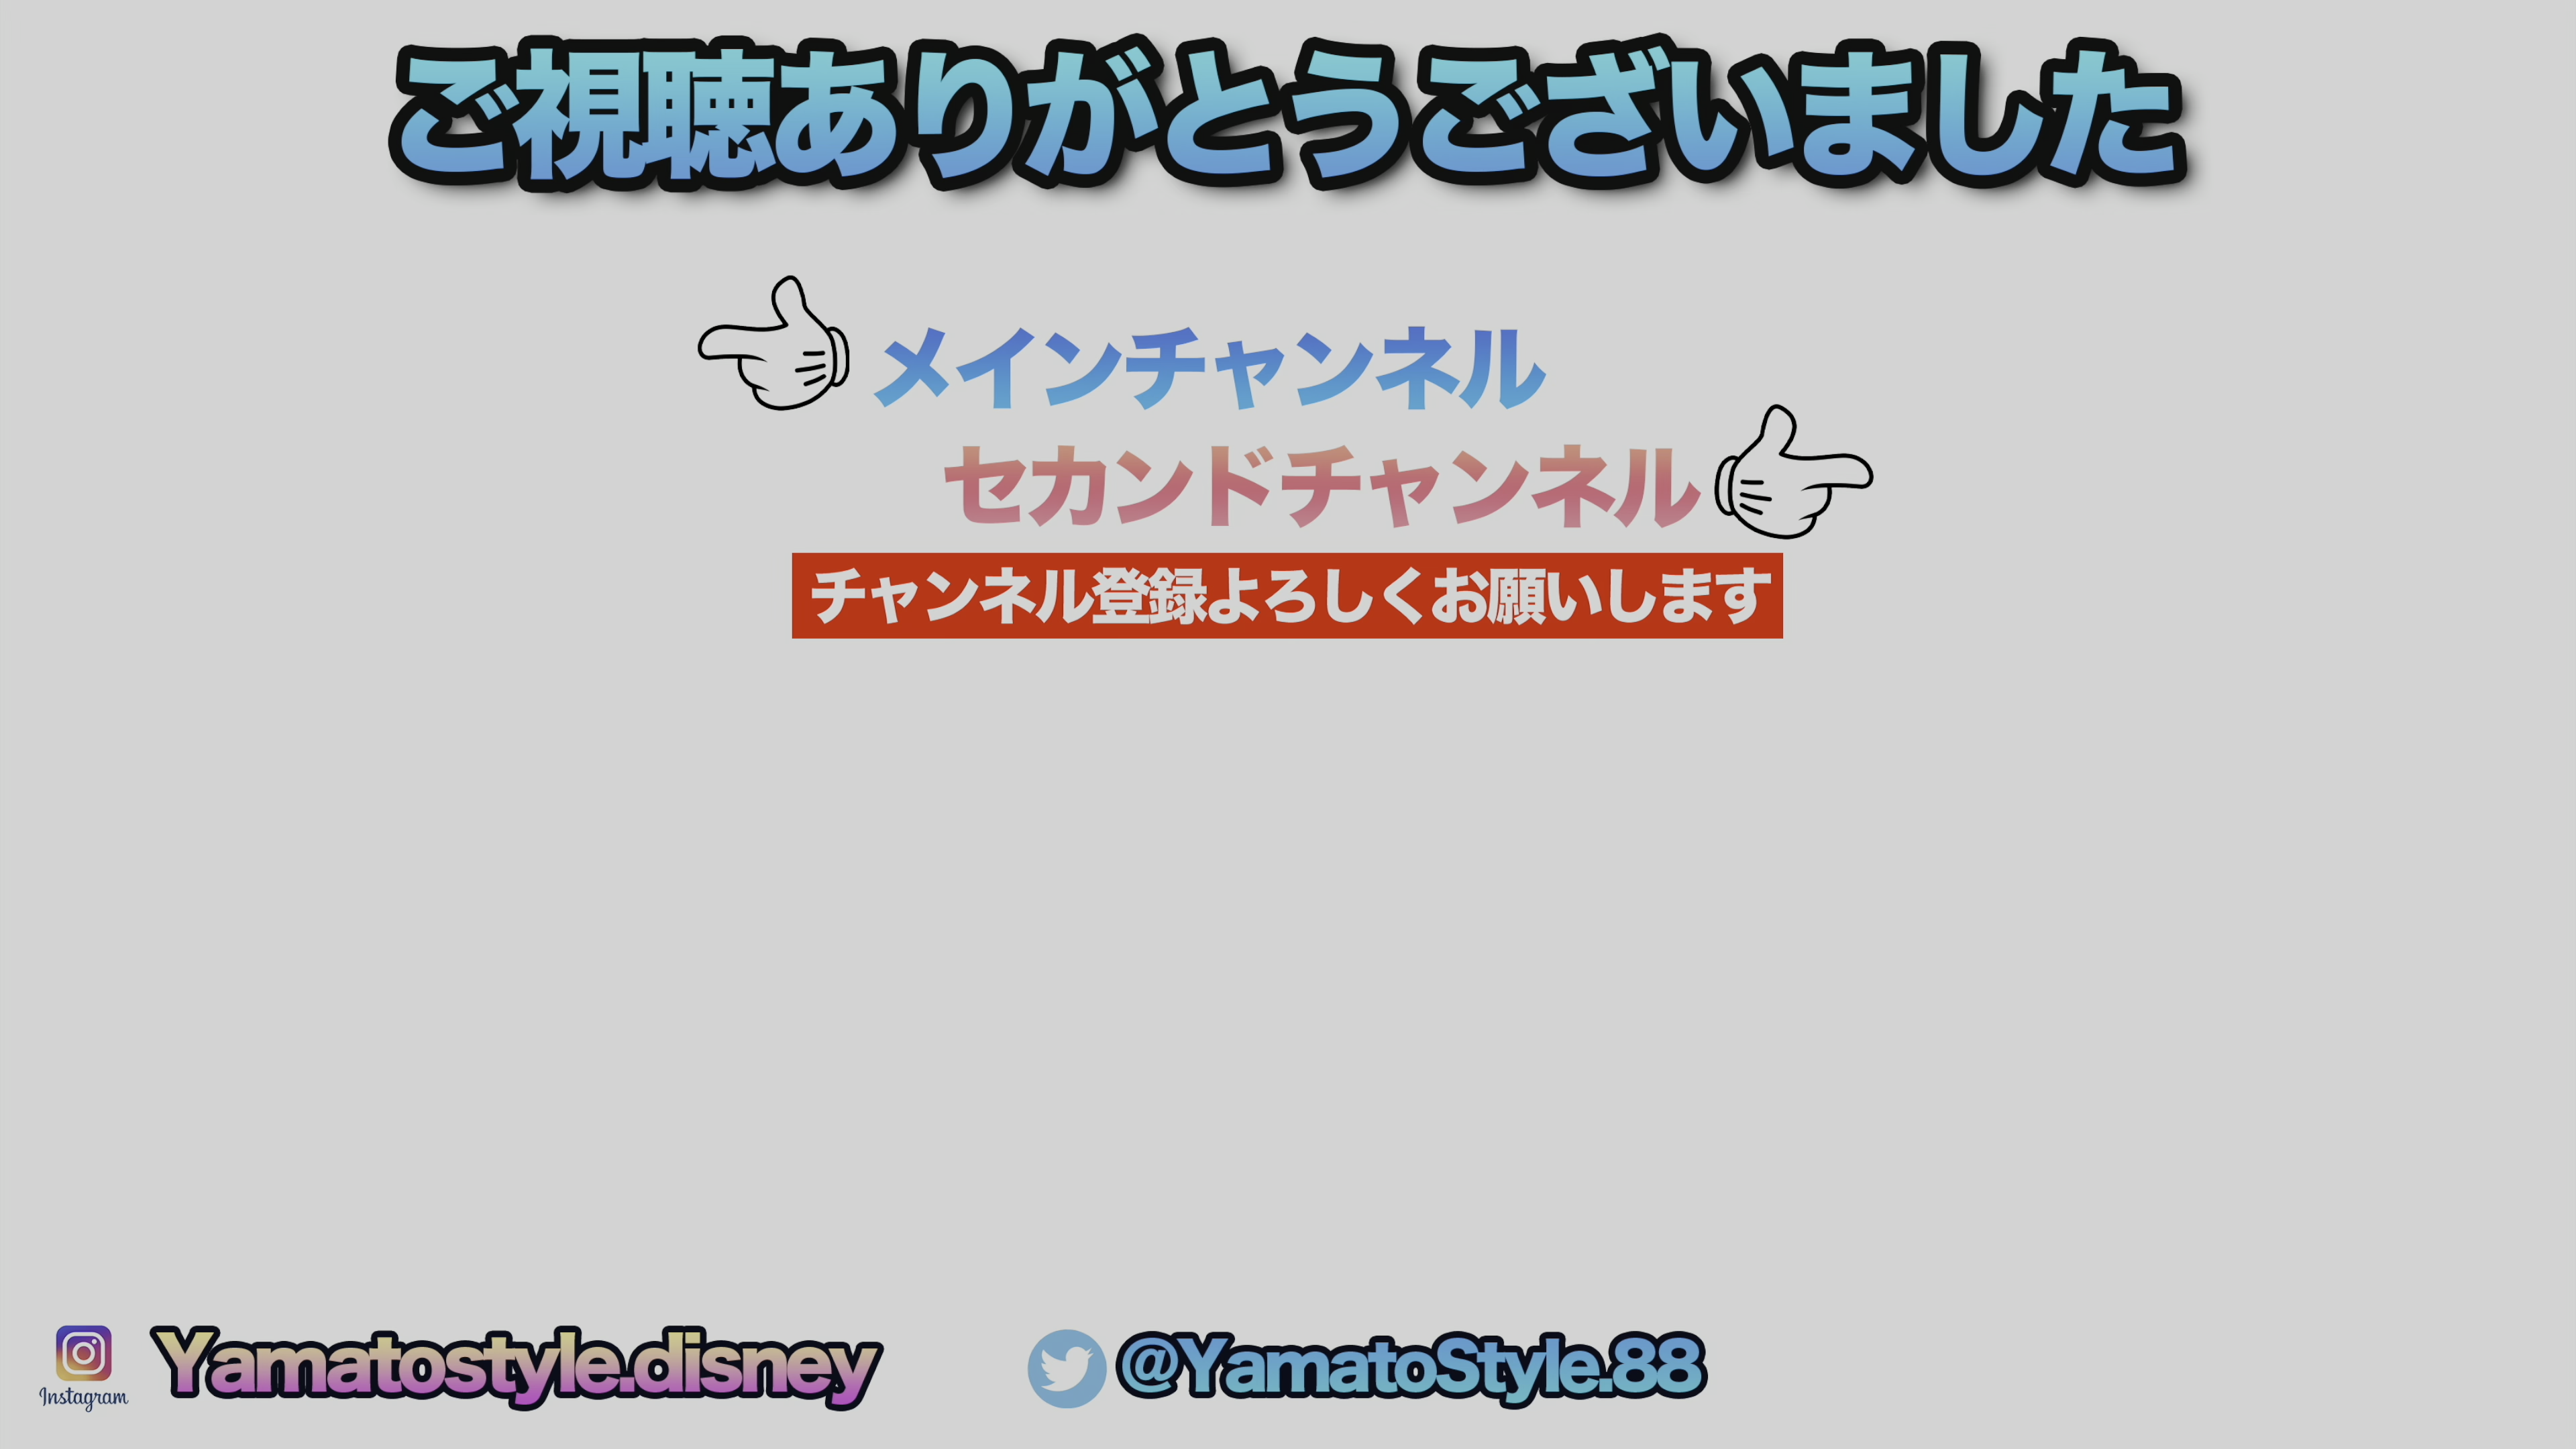 ご視聴ありがとうございました
メインチャンネル
セカンドチャンネル
チャンネル登録よろしくお願いします
Instagram
Yamatostyle.disney
@YamatoStyle.88